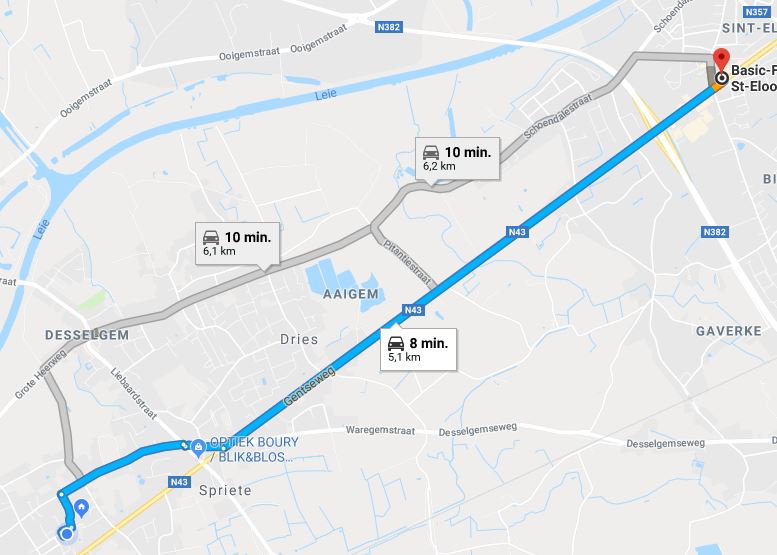 N357
SINT-EL
N382
Schoendalestraat
Ooigemstraat
Ooigemstraat
Basic-F
St-Eloo
Ooigemstraat
Leie
Schoendalestraat
10 min.
6,2 km
BI
Leie
10 min.
6,1 km
N43
N382
Pitantiestraat
AAIGEM
N43
DESSELGEM
Dries
8 min.
5,1 km
GAVERKE
Grote Heerweg
Liebaardstraat
Gentseweg
Waregemstraat
Desselgemseweg
Desselgemseweg
OPTIEK BOURY
/ BLIK&BLOS...
N43
Spriete